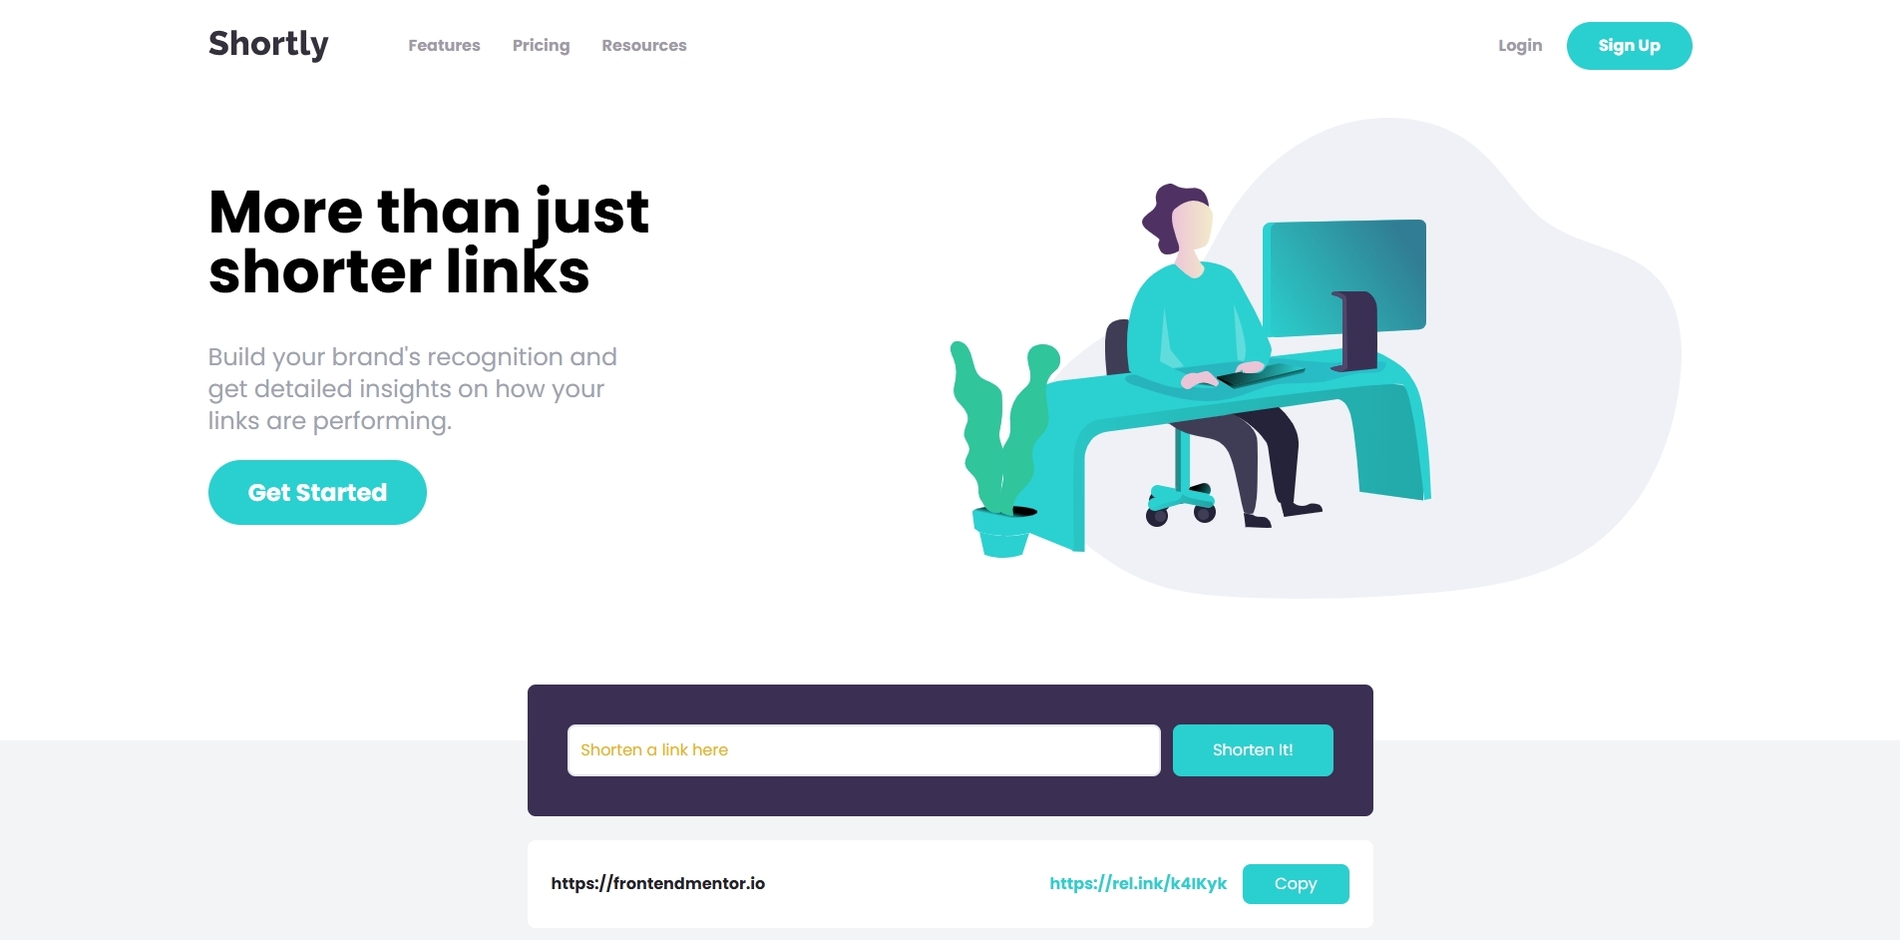 Shortly
Features
Pricing
Resources
Login
Sign Up
More than just
shorter links
Build your brand's recognition and
get detailed insights on how your
links are performing.
Get Started
Shorten a link here
Shorten It!
https://frontendmentor.io
https://rel.ink/k4IKyk
Copy